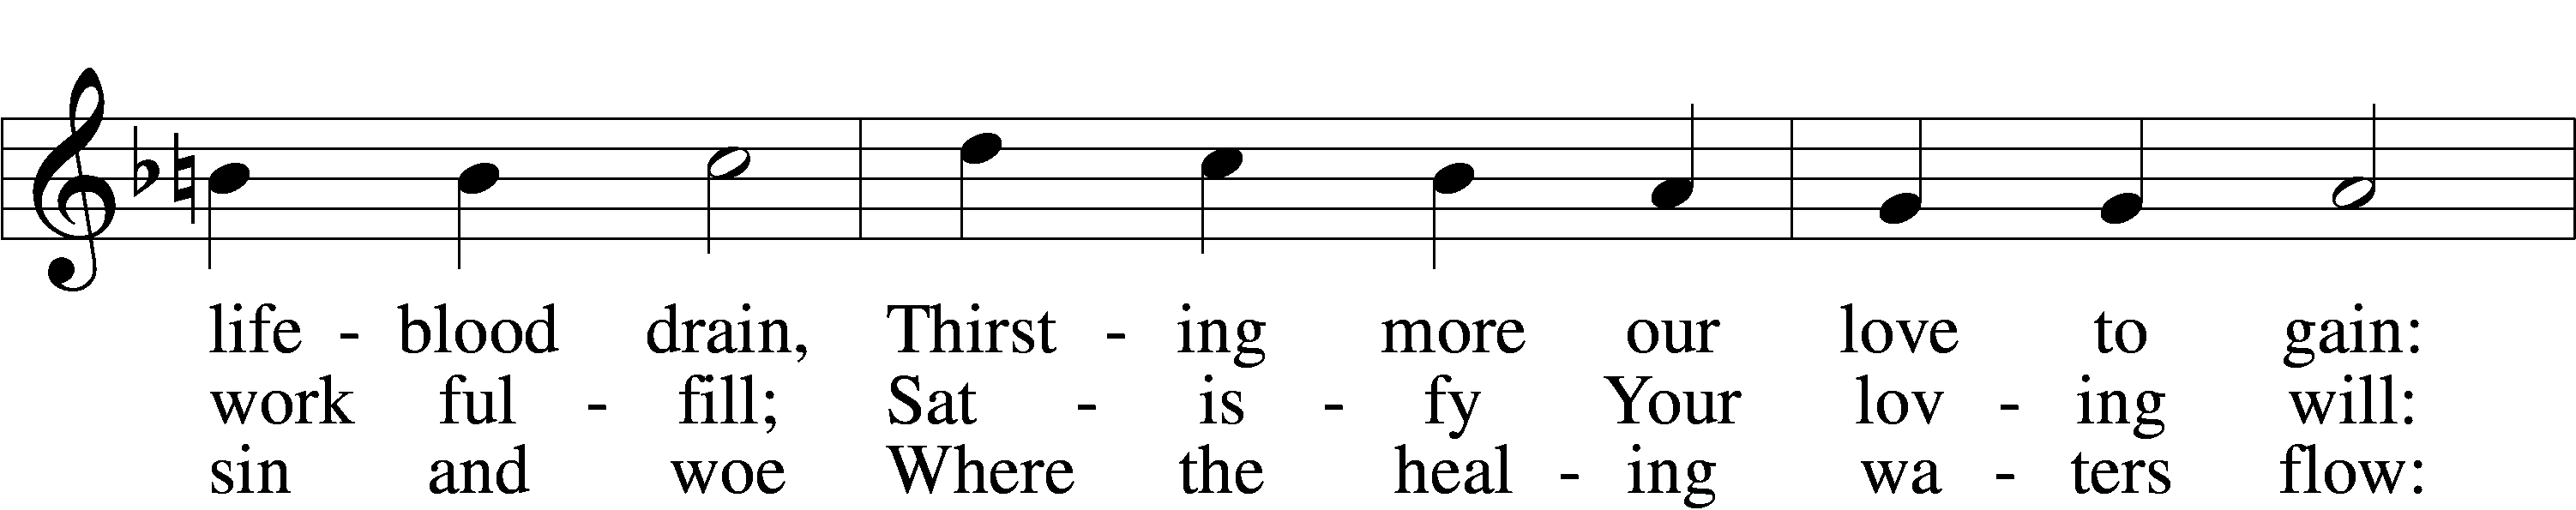 life - blood drain, Thirst - ing more our love to gain:
work ful - fill; Sat - is - fy Your lov - ing will:
sin and woe Where the heal - ing wa - ters flow: